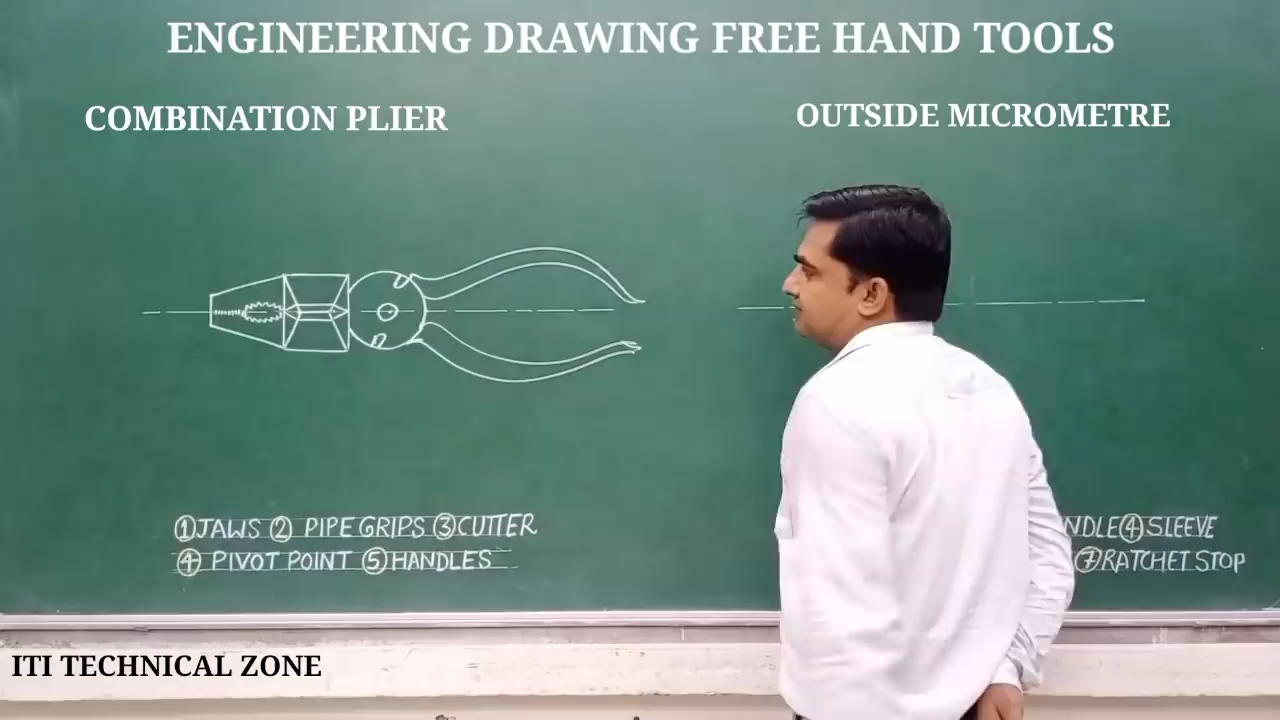 ENGINEERING DRAWING FREE HAND TOOLS
COMBINATION PLIER
OUTSIDE MICROMETRE
①JAWS ② PIPE GRIPS ③CUTTER
④ PIVOT POINT ⑤HANDLES
NDLE④SLEEVE
⑦RATCHET STOP
ITI TECHNICAL ZONE